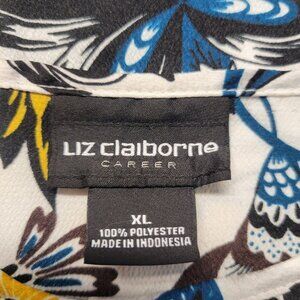 LIZ claiborne
CAREER
XL
100% POLYESTER
MADE IN INDONESIA